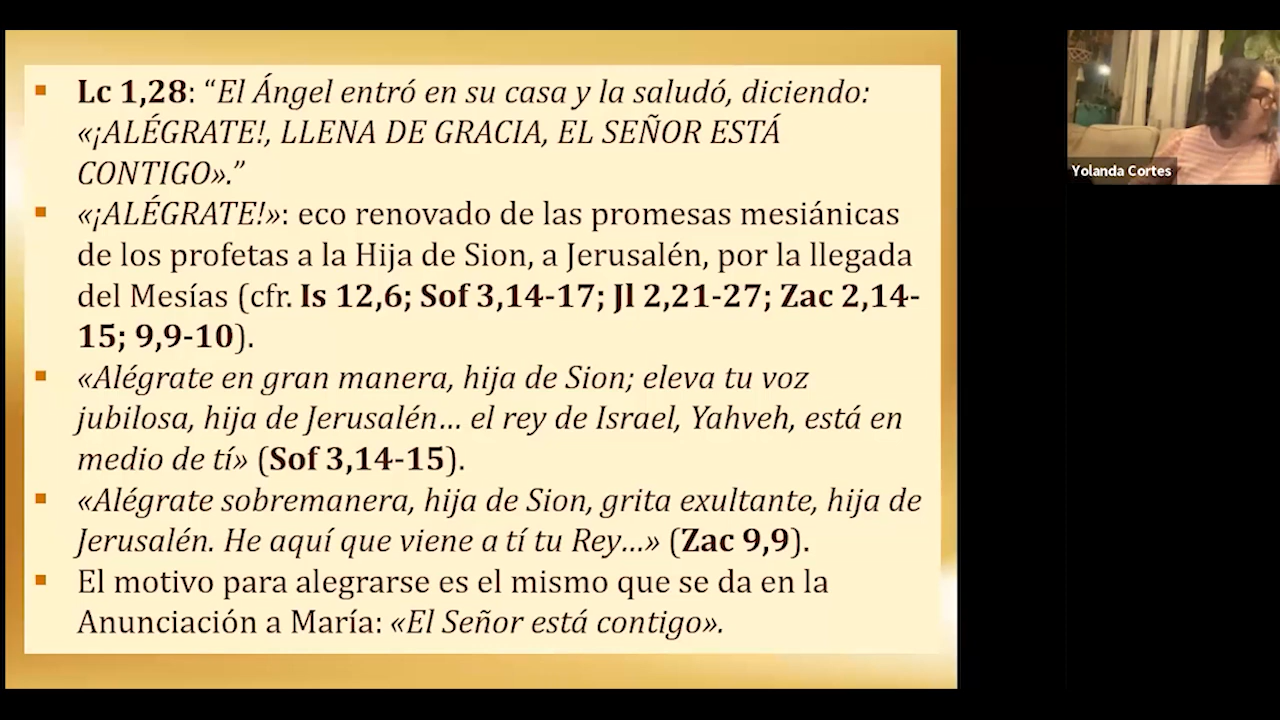 ▪ Lc 1,28: “El Ángel entró en su casa y la saludó, diciendo:
«¡ALÉGRATE!, LLENA DE GRACIA, EL SEÑOR ESTÁ
CONTIGO».”
▪ «¡ALÉGRATE!»: eco renovado de las promesas mesiánicas
de los profetas a la Hija de Sion, a Jerusalén, por la llegada
del Mesías (cfr. Is 12,6; Sof 3,14-17; Jl 2,21-27; Zac 2,14-
15; 9,9-10).
▪ «Alégrate en gran manera, hija de Sion; eleva tu voz
jubilosa, hija de Jerusalén… el rey de Israel, Yahveh, está en
medio de tí» (Sof 3,14-15).
▪ «Alégrate sobremanera, hija de Sion, grita exultante, hija de
Jerusalén. He aquí que viene a tí tu Rey…» (Zac 9,9).
▪ El motivo para alegrarse es el mismo que se da en la
Anunciación a María: «El Señor está contigo».
Yolanda Cortes